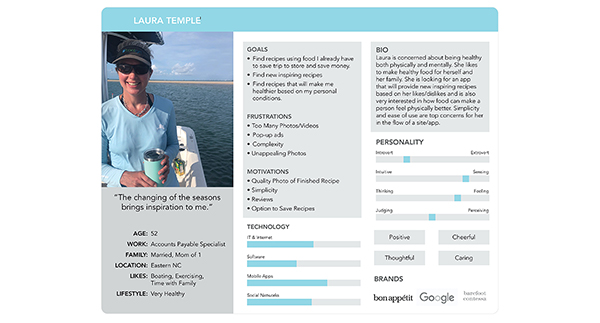 LAURA TEMPLE
"The changing of the seasons
brings inspiration to me."
AGE: 52
WORK: Accounts Payable Specialist
FAMILY: Married, Mom of 1
LOCATION: Eastern NC
LIKES: Boating, Exercising,
Time with Family
LIFESTYLE: Very Healthy
GOALS
• Find recipes using food I already have
to save trip to store and save money.
• Find new inspiring recipes
• Find recipes that will make me
healthier based on my personal
conditions.
FRUSTRATIONS
• Too Many Photos/Videos
• Pop-up ads
• Complexity
• Unappealing Photos
MOTIVATIONS
• Quality Photo of Finished Recipe
• Simplicity
• Reviews
• Option to Save Recipes
TECHNOLOGY
IT & Internet
Software
Mobile Apps
Social Networks
BIO
Laura is concerned about being healthy
both physically and mentally. She likes
to make healthy food for herself and
her family. She is looking for an app
that will provide new inspiring recipes
based on her likes/dislikes and is also
very interested in how food can make a
person feel physically better. Simplicity
and ease of use are top concerns for her
in the flow of a site/app.
PERSONALITY
Introvert Extrovert
Intuitive Sensing
Thinking Feeling
Judging Perceiving
Positive Cheerful
Thoughtful Caring
BRANDS
bon appétit Google barefoot
contessa